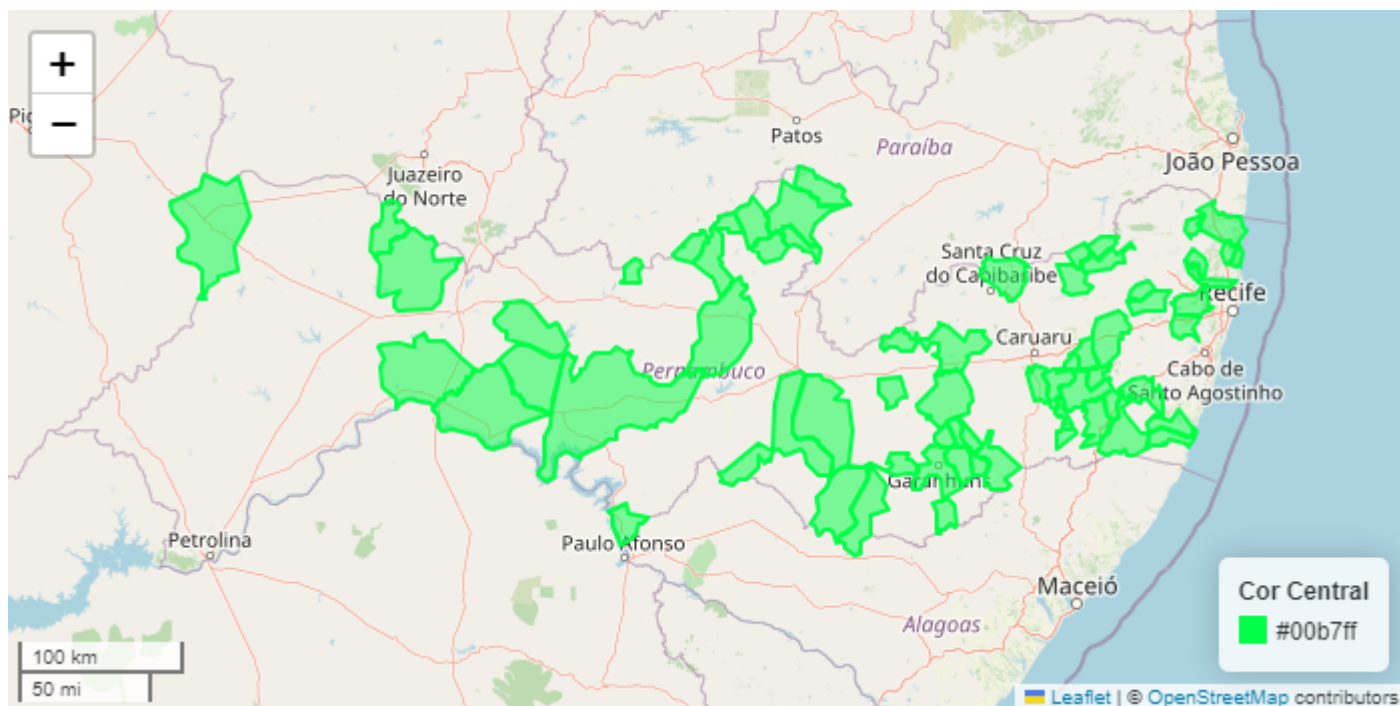 +
−
Patos
Paraíba
João Pessoa
Juazeiro
do Norte
Santa Cruz
do Capibaribe
Recife
Caruaru
Pernambuco
Cabo de
Santo Agostinho
Garanhuns
Petrolina
Paulo Afonso
Maceió
Alagoas
Cor Central
#00b7ff
100 km
50 mi
Leaflet | © OpenStreetMap contributors